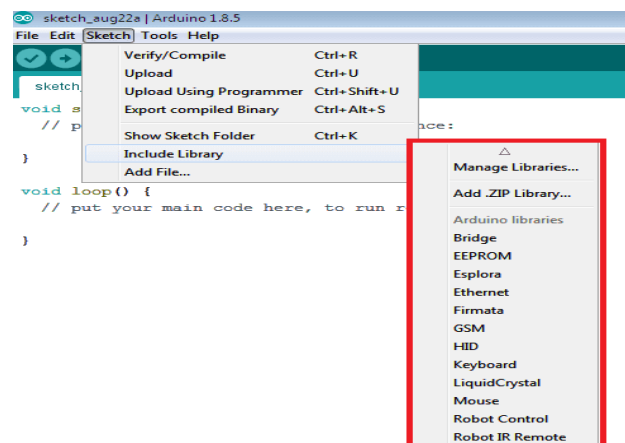 sketch_aug22a | Arduino 1.8.5
File Edit Sketch Tools Help
Verify/Compile Ctrl+R
Upload Ctrl+U
Upload Using Programmer Ctrl+Shift+U
Export compiled Binary Ctrl+Alt+S
Show Sketch Folder Ctrl+K
Include Library
Add File...
sketch_
void s
// p nce:
}
void loop() {
// put your main code here, to run r
}
Manage Libraries...
Add .ZIP Library...
Arduino libraries
Bridge
EEPROM
Esplora
Ethernet
Firmata
GSM
HID
Keyboard
LiquidCrystal
Mouse
Robot Control
Robot IR Remote